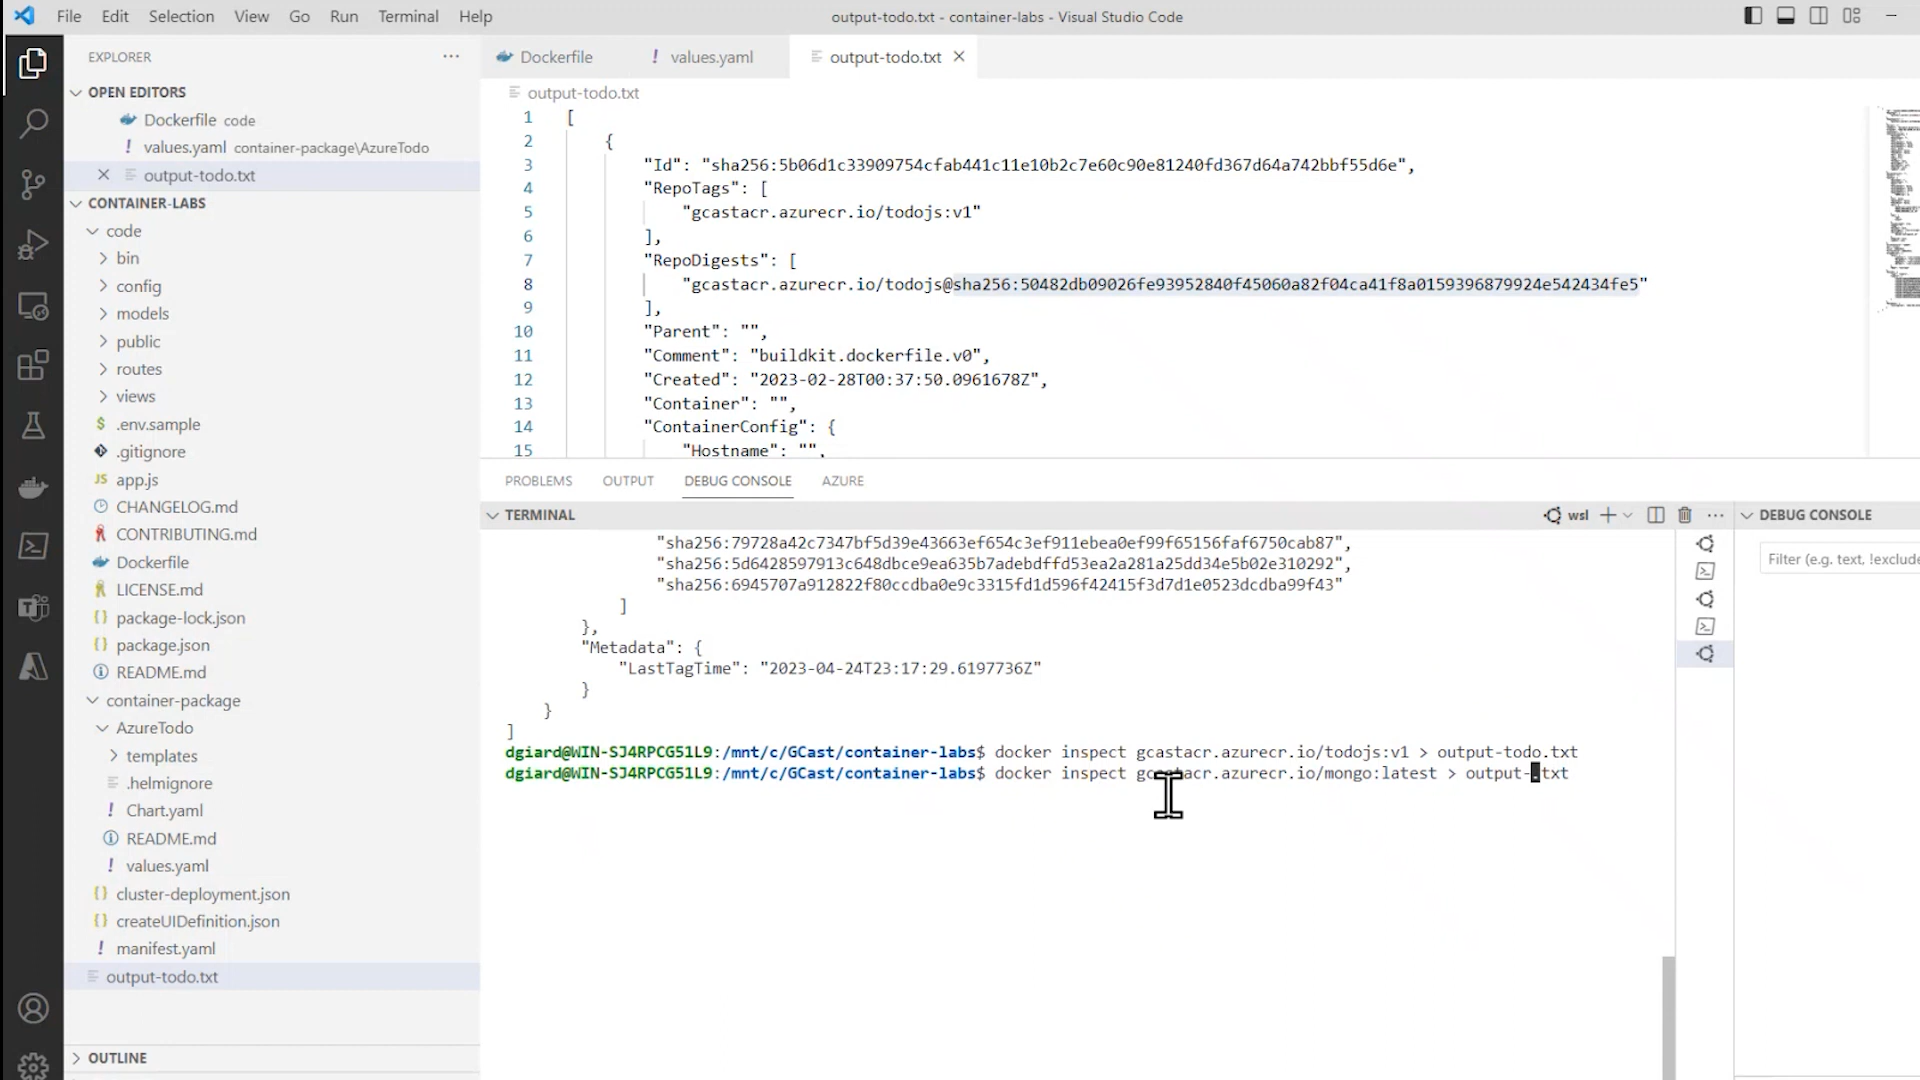 File Edit Selection View Go Run Terminal Help
output-todo.txt - container-labs - Visual Studio Code
EXPLORER
OPEN EDITORS
Dockerfile code
! values.yaml container-package\AzureTodo
output-todo.txt
CONTAINER-LABS
code
bin
config
models
public
routes
views
$ .env.sample
.gitignore
JS app.js
CHANGELOG.md
CONTRIBUTING.md
Dockerfile
LICENSE.md
{} package-lock.json
{} package.json
README.md
container-package
AzureTodo
templates
.helmignore
! Chart.yaml
README.md
! values.yaml
{} cluster-deployment.json
{} createUIDefinition.json
! manifest.yaml
output-todo.txt
OUTLINE
Dockerfile ! values.yaml output-todo.txt
output-todo.txt
1 [
2 {
3 "Id": "sha256:5b06d1c33909754cfab441c11e10b2c7e60c90e81240fd367d64a742bbf55d6e",
4 "RepoTags": [
5 "gcastacr.azurecr.io/todojs:v1"
6 ],
7 "RepoDigests": [
8 "gcastacr.azurecr.io/todojs@sha256:50482db09026fe93952840f45060a82f04ca41f8a0159396879924e542434fe5"
9 ],
10 "Parent": "",
11 "Comment": "buildkit.dockerfile.v0",
12 "Created": "2023-02-28T00:37:50.0961678Z",
13 "Container": "",
14 "ContainerConfig": {
15 "Hostname": "",
PROBLEMS OUTPUT DEBUG CONSOLE AZURE
TERMINAL
wsl
"sha256:79728a42c7347bf5d39e43663ef654c3ef911ebea0ef99f65156faf6750cab87",
"sha256:5d6428597913c648dbce9ea635b7adebdffd53ea2a281a25dd34e5b02e310292",
"sha256:6945707a912822f80ccdba0e9c3315fd1d596f42415f3d7d1e0523dcdba99f43"
]
},
"Metadata": {
"LastTagTime": "2023-04-24T23:17:29.6197736Z"
}
}
]
dgiard@WIN-SJ4RPCG51L9:/mnt/c/GCast/container-labs$ docker inspect gcastacr.azurecr.io/todojs:v1 > output-todo.txt
dgiard@WIN-SJ4RPCG51L9:/mnt/c/GCast/container-labs$ docker inspect gcastacr.azurecr.io/mongo:latest > output-.txt
DEBUG CONSOLE
Filter (e.g. text, !exclude